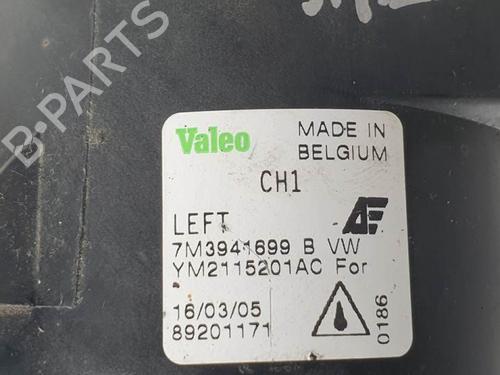 B-PARTS
Valeo
MADE IN
BELGIUM
CH1
LEFT
7M3941699 B VW
YM2115201AC For
16/03/05
89201171
0186